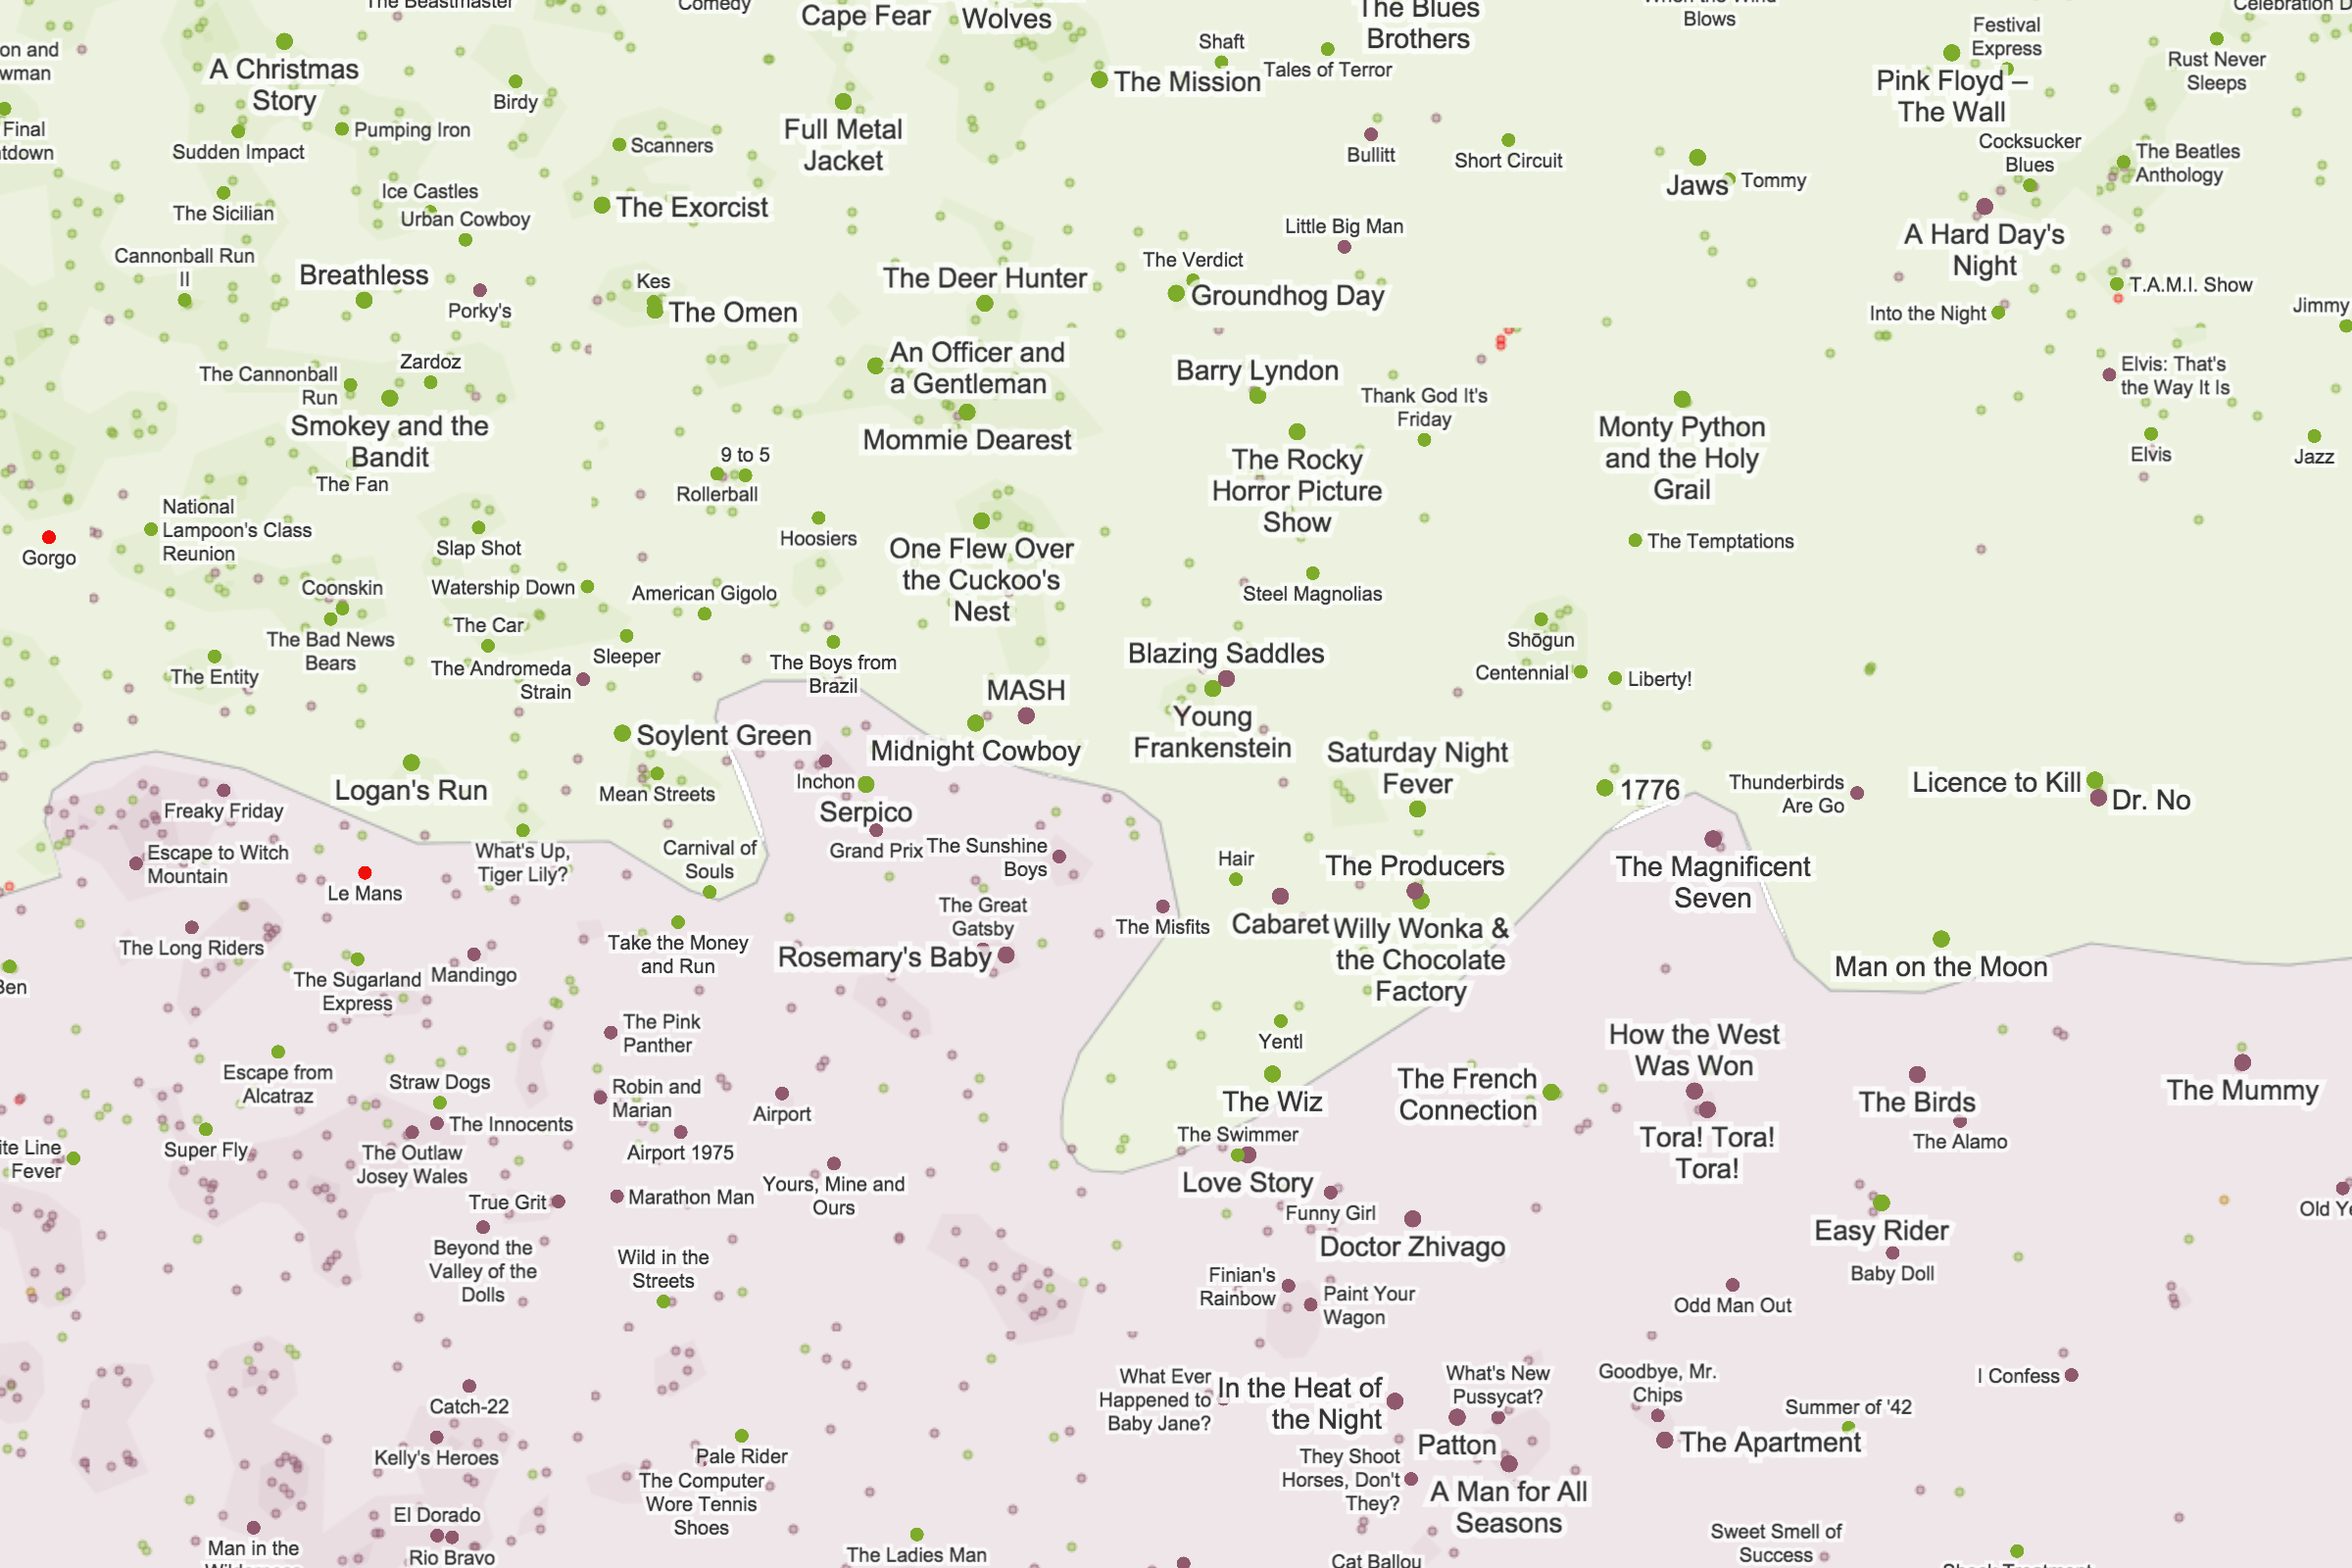 The Beastmaster
Comedy
Cape Fear
Wolves
The Blues
Brothers
When the Wind
Blows
Festival
Express
Celebration D
on and
wman
A Christmas
Story
Birdy
Shaft
Tales of Terror
The Mission
Pink Floyd –
The Wall
Rust Never
Sleeps
Final
tdown
Pumping Iron
Sudden Impact
Scanners
Full Metal
Jacket
Bullitt
Short Circuit
Jaws
Tommy
Cocksucker
Blues
The Beatles
Anthology
The Sicilian
Ice Castles
Urban Cowboy
The Exorcist
Little Big Man
A Hard Day's
Night
Cannonball Run
II
Breathless
Porky's
Kes
The Omen
The Deer Hunter
The Verdict
Groundhog Day
Into the Night
T.A.M.I. Show
Jimmy
The Cannonball
Run
Zardoz
Smokey and the
Bandit
The Fan
An Officer and
a Gentleman
Mommie Dearest
Barry Lyndon
Thank God It's
Friday
Monty Python
and the Holy
Grail
Elvis: That's
the Way It Is
Elvis
Jazz
9 to 5
Rollerball
The Rocky
Horror Picture
Show
Gorgo
National
Lampoon's Class
Reunion
Slap Shot
Hoosiers
One Flew Over
the Cuckoo's
Nest
The Temptations
Steel Magnolias
Coonskin
The Bad News
Bears
Watership Down
American Gigolo
The Car
The Andromeda
Strain
Sleeper
The Boys from
Brazil
The Entity
Blazing Saddles
Young
Frankenstein
Shōgun
Centennial
Liberty!
MASH
Midnight Cowboy
Soylent Green
Logan's Run
Mean Streets
Inchon
Serpico
Grand Prix
Saturday Night
Fever
1776
Thunderbirds
Are Go
Licence to Kill
Dr. No
Freaky Friday
Escape to Witch
Mountain
Le Mans
What's Up,
Tiger Lily?
Carnival of
Souls
The Sunshine
Boys
Hair
The Producers
The Magnificent
Seven
The Long Riders
The Sugarland
Express
Mandingo
Take the Money
and Run
The Great
Gatsby
Rosemary's Baby
The Misfits
Cabaret
Willy Wonka &
the Chocolate
Factory
Man on the Moon
Ben
The Pink
Panther
Yentl
The Wiz
How the West
Was Won
Escape from
Alcatraz
Straw Dogs
The Innocents
Robin and
Marian
Airport
The French
Connection
Tora! Tora!
Tora!
The Birds
The Alamo
The Mummy
ite Line
Fever
Super Fly
The Outlaw
Josey Wales
Airport 1975
The Swimmer
Love Story
True Grit
Marathon Man
Yours, Mine and
Ours
Funny Girl
Doctor Zhivago
Easy Rider
Baby Doll
Old Ye
Beyond the
Valley of the
Dolls
Wild in the
Streets
Finian's
Rainbow
Paint Your
Wagon
Odd Man Out
Catch-22
Kelly's Heroes
What Ever
Happened to
Baby Jane?
In the Heat of
the Night
What's New
Pussycat?
Patton
Goodbye, Mr.
Chips
The Apartment
Summer of '42
I Confess
Pale Rider
The Computer
Wore Tennis
Shoes
They Shoot
Horses, Don't
They?
A Man for All
Seasons
El Dorado
Rio Bravo
Man in the
The Ladies Man
Cat Ballou
Sweet Smell of
Success